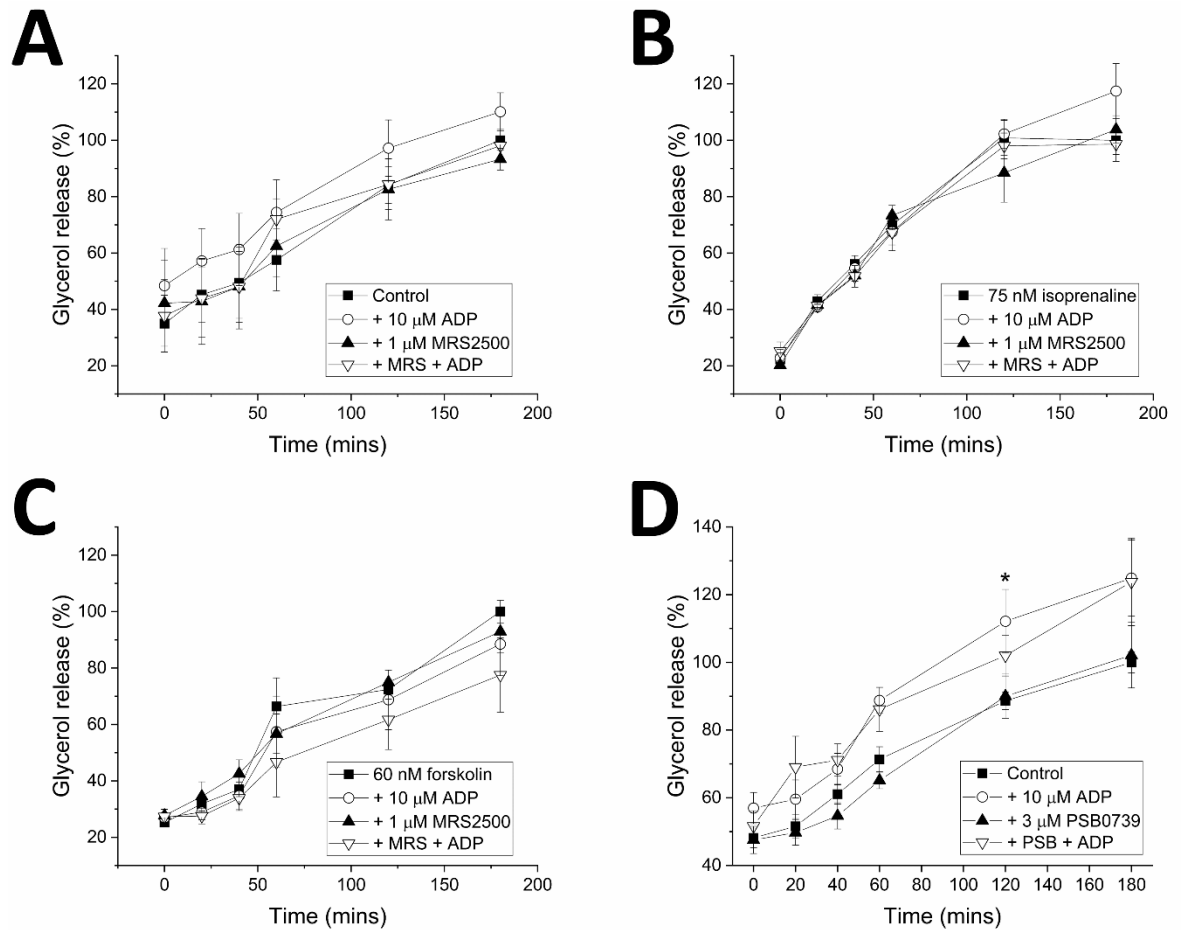 A
Glycerol release (%)
120
100
80
60
40
20
0
50
100
150
200
Time (mins)
Control
+ 10 μM ADP
+ 1 μM MRS2500
+ MRS + ADP
B
Glycerol release (%)
120
100
80
60
40
20
0
50
100
150
200
Time (mins)
75 nM isoprenaline
+ 10 μM ADP
+ 1 μM MRS2500
+ MRS + ADP
C
Glycerol release (%)
120
100
80
60
40
20
0
50
100
150
200
Time (mins)
60 nM forskolin
+ 10 μM ADP
+ 1 μM MRS2500
+ MRS + ADP
D
Glycerol release (%)
140
120
100
80
60
40
*
0
20
40
60
80
100
120
140
160
180
Time (mins)
Control
+ 10 μM ADP
+ 3 μM PSB0739
+ PSB + ADP